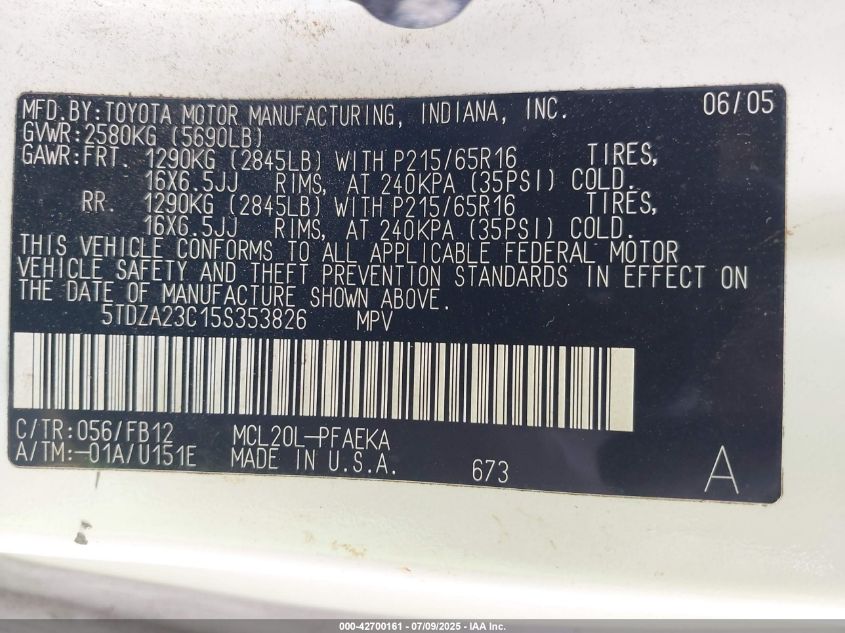 MFD.BY:TOYOTA MOTOR MANUFACTURING, INDIANA, INC. 06/05
GVWR:2580KG (5690LB)
GAWR:FRT. 1290KG (2845LB) WITH P215/65R16 TIRES,
16X6.5JJ RIMS, AT 240KPA (35PSI) COLD.
RR. 1290KG (2845LB) WITH P215/65R16 TIRES,
16X6.5JJ RIMS, AT 240KPA (35PSI) COLD.
THIS VEHICLE CONFORMS TO ALL APPLICABLE FEDERAL MOTOR
VEHICLE SAFETY AND THEFT PREVENTION STANDARDS IN EFFECT ON
THE DATE OF MANUFACTURE SHOWN ABOVE.
5TDZA23C15S353826 MPV
C/TR:056/FB12 MCL20L-PFAEKA
A/TM:-01A/U151E MADE IN U.S.A. 673 A
000-42700161 - 07/09/2025 - IAA Inc.